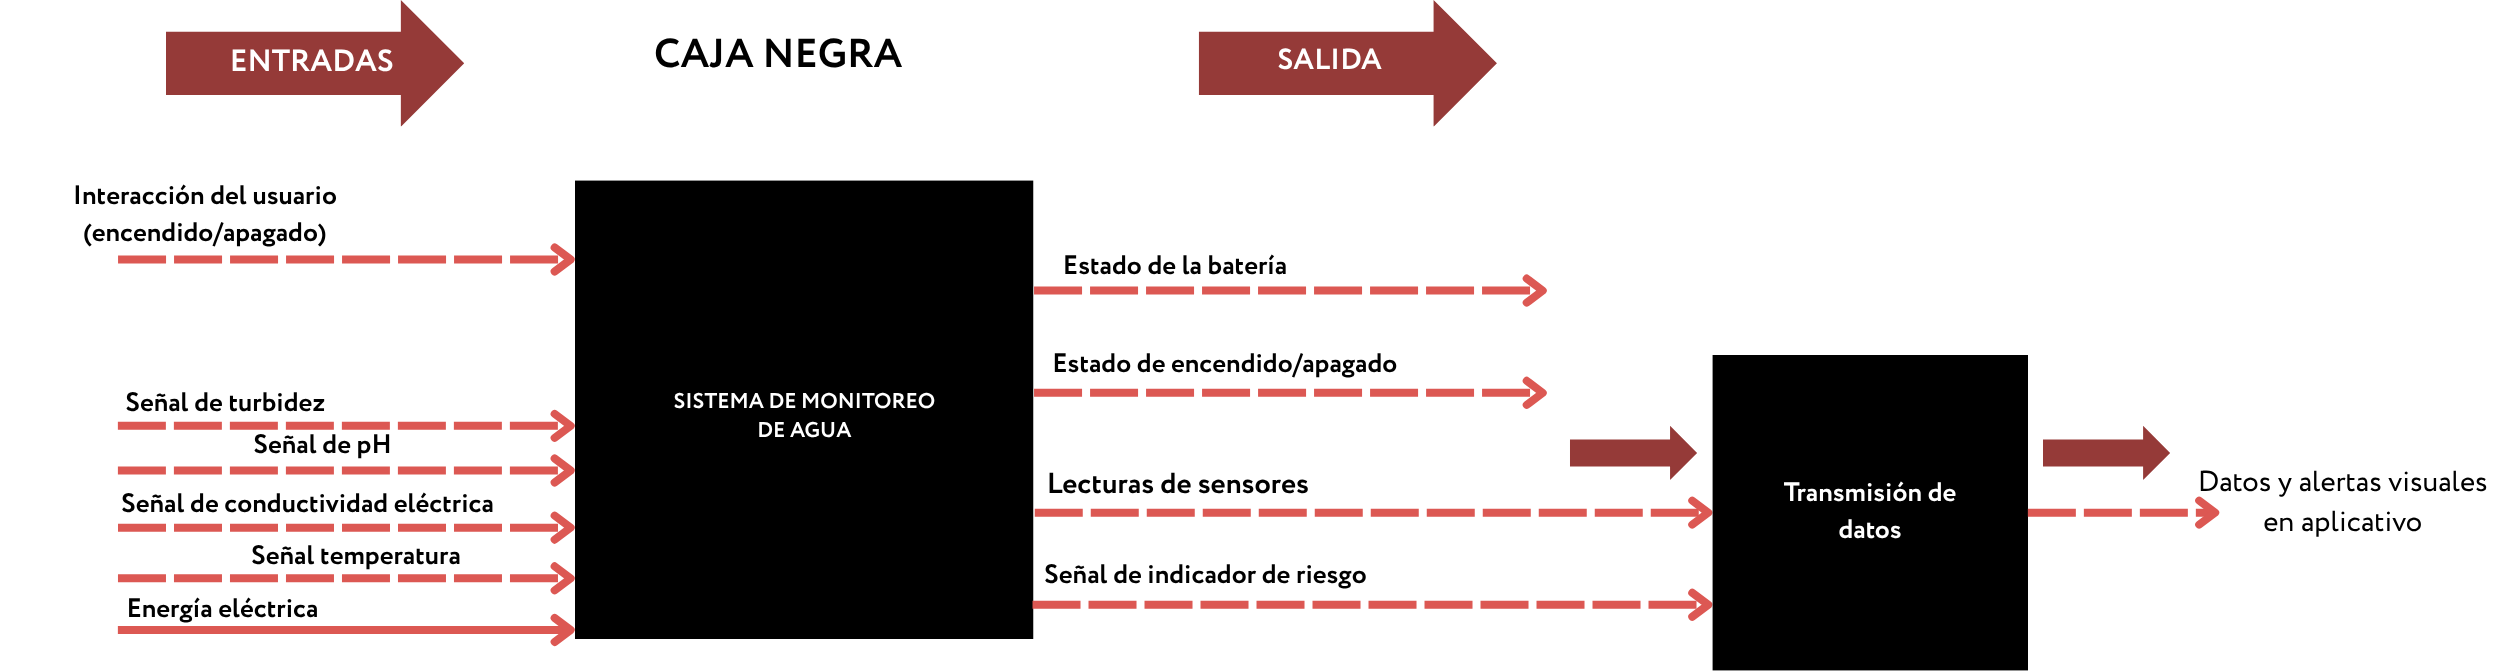 ENTRADAS
CAJA NEGRA
SALIDA
Interacción del usuario
(encendido/apagado)
Señal de turbidez
Señal de pH
Señal de conductividad eléctrica
Señal temperatura
Energía eléctrica
SISTEMA DE MONITOREO
DE AGUA
Estado de la batería
Estado de encendido/apagado
Lecturas de sensores
Señal de indicador de riesgo
Transmisión de
datos
Datos y alertas visuales
en aplicativo